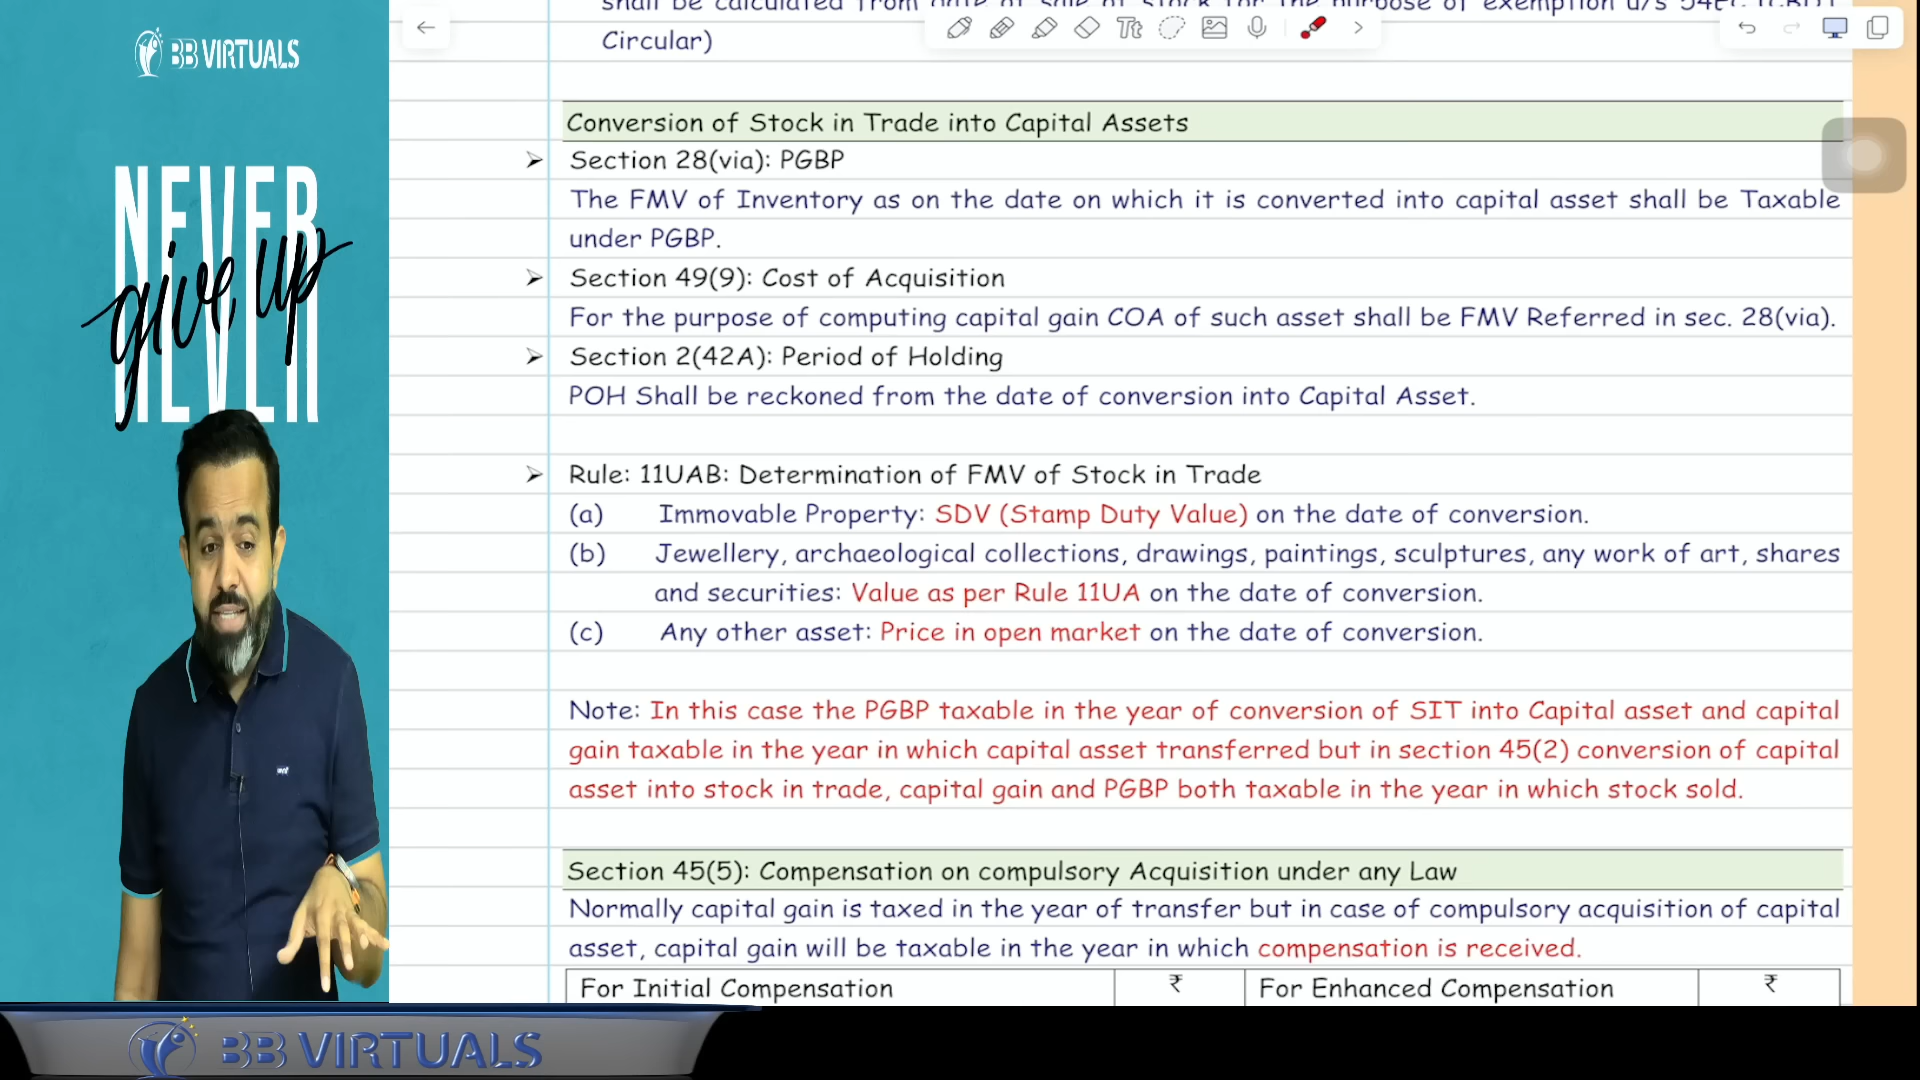 BB VIRTUALS
NEVER
give up
NEVER
Circular)
Tt
Conversion of Stock in Trade into Capital Assets
➢ Section 28(via): PGBP
The FMV of Inventory as on the date on which it is converted into capital asset shall be Taxable
under PGBP.
➢ Section 49(9): Cost of Acquisition
For the purpose of computing capital gain COA of such asset shall be FMV Referred in sec. 28(via).
➢ Section 2(42A): Period of Holding
POH Shall be reckoned from the date of conversion into Capital Asset.
➢ Rule: 11UAB: Determination of FMV of Stock in Trade
(a) Immovable Property: SDV (Stamp Duty Value) on the date of conversion.
(b) Jewellery, archaeological collections, drawings, paintings, sculptures, any work of art, shares
and securities: Value as per Rule 11UA on the date of conversion.
(c) Any other asset: Price in open market on the date of conversion.
Note: In this case the PGBP taxable in the year of conversion of SIT into Capital asset and capital
gain taxable in the year in which capital asset transferred but in section 45(2) conversion of capital
asset into stock in trade, capital gain and PGBP both taxable in the year in which stock sold.
Section 45(5): Compensation on compulsory Acquisition under any Law
Normally capital gain is taxed in the year of transfer but in case of compulsory acquisition of capital
asset, capital gain will be taxable in the year in which compensation is received.
For Initial Compensation ₹ For Enhanced Compensation ₹
BB VIRTUALS